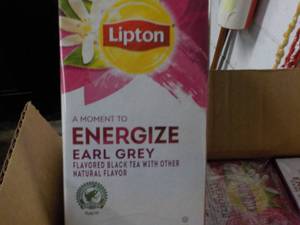 Lipton
A MOMENT TO
ENERGIZE
EARL GREY
FLAVORED BLACK TEA WITH OTHER
NATURAL FLAVOR